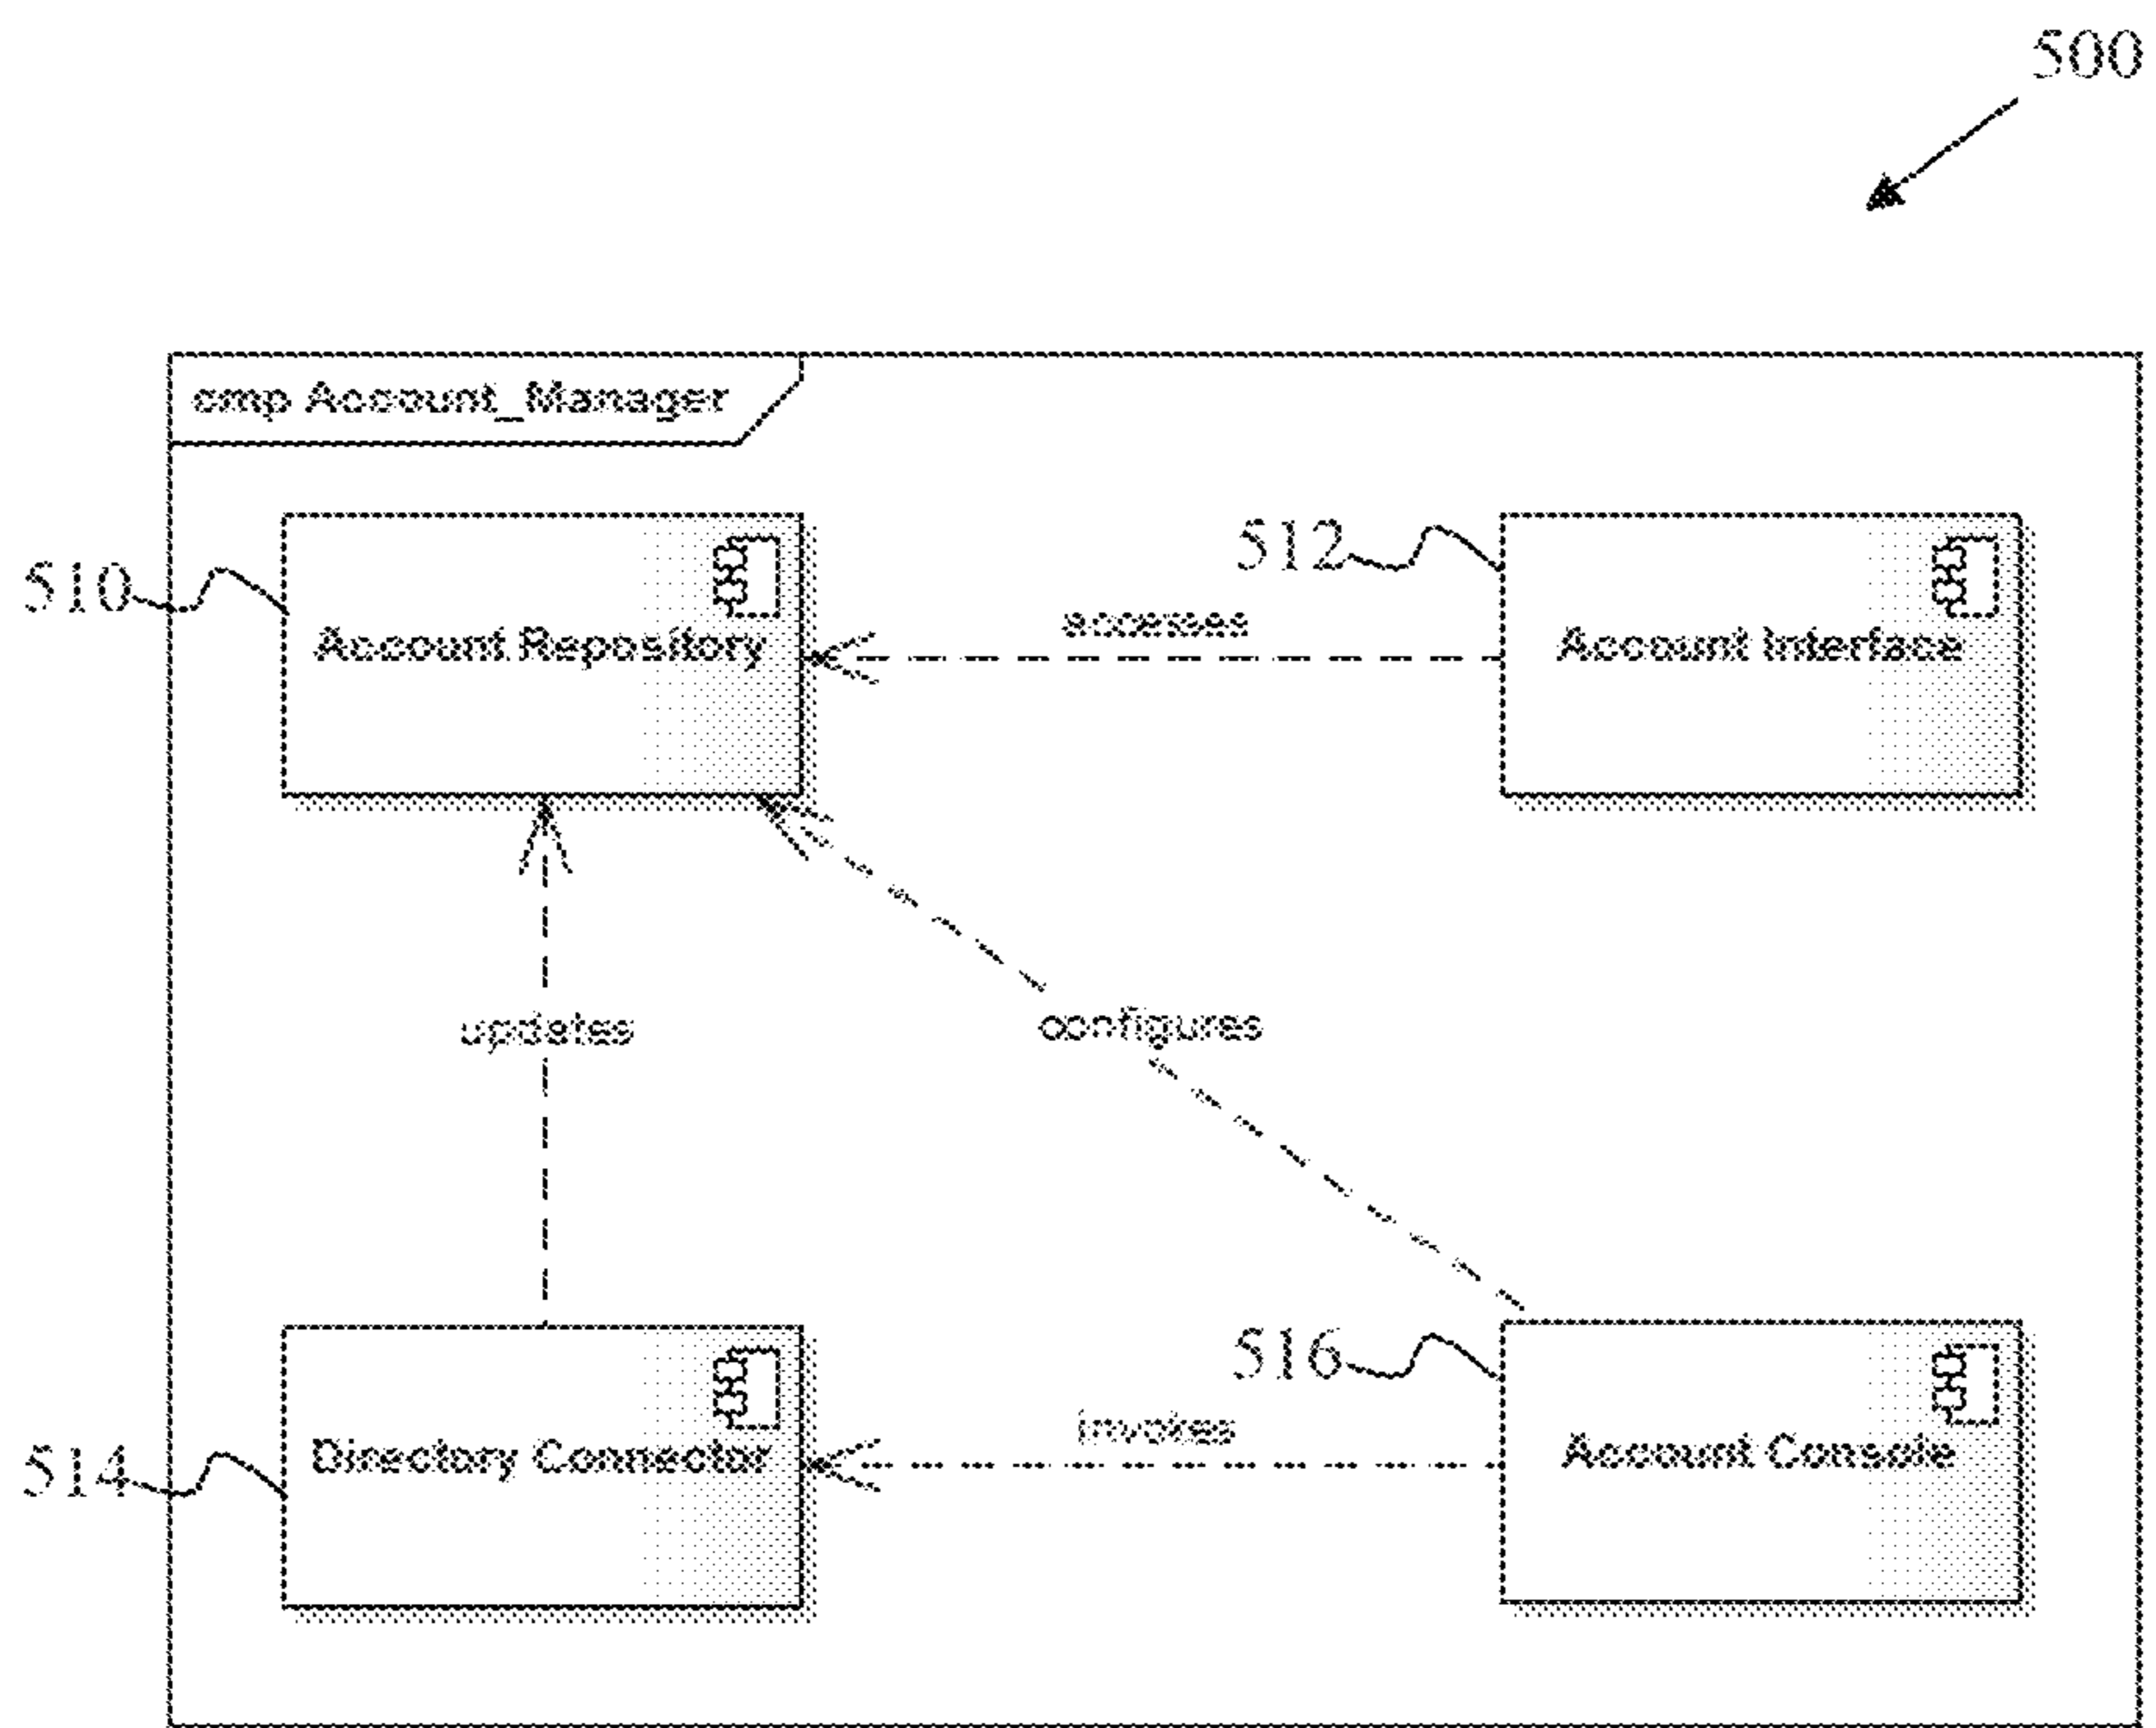 500
cmp Account_Manager
510
Account Repository
accesses
512
Account Interface
updates
configures
514
Directory Connector
invokes
516
Account Console